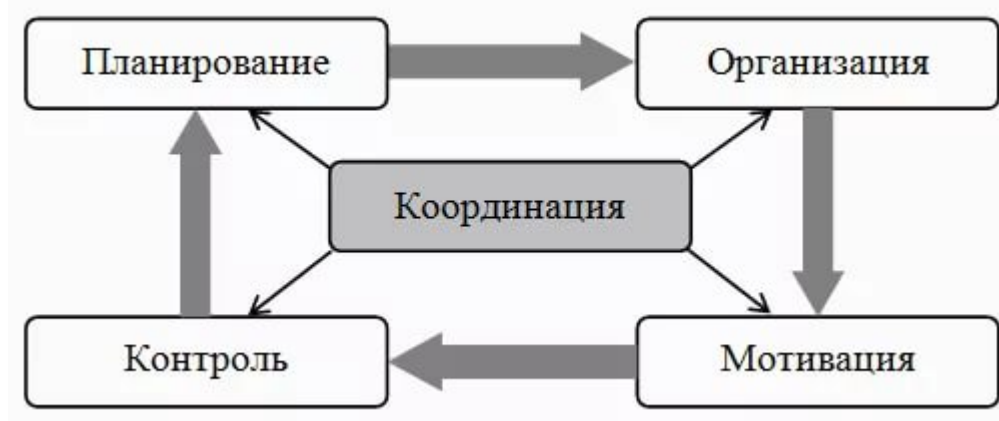 Планирование
Организация
Координация
Контроль
Мотивация